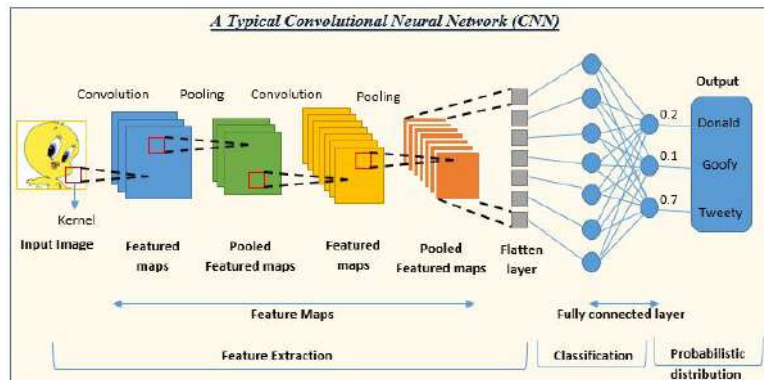 A Typical Convolutional Neural Network (CNN)
Convolution
Pooling
Convolution
Pooling
Output
0.2
Donald
0.1
Goofy
0.7
Tweety
Kernel
Input Image
Featured
maps
Pooled
Featured maps
Featured
maps
Pooled
Featured maps
Flatten
layer
Feature Maps
Fully connected layer
Feature Extraction
Classification
Probabilistic
distribution